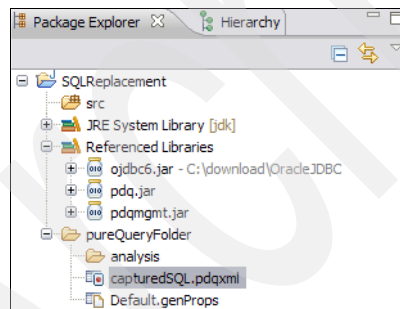 Package Explorer
Hierarchy
SQLReplacement
src
JRE System Library [jdk]
Referenced Libraries
ojdbc6.jar - C:\download\OracleJDBC
pdq.jar
pdqmgmt.jar
pureQueryFolder
analysis
capturedSQL.pdqxml
Default.genProps